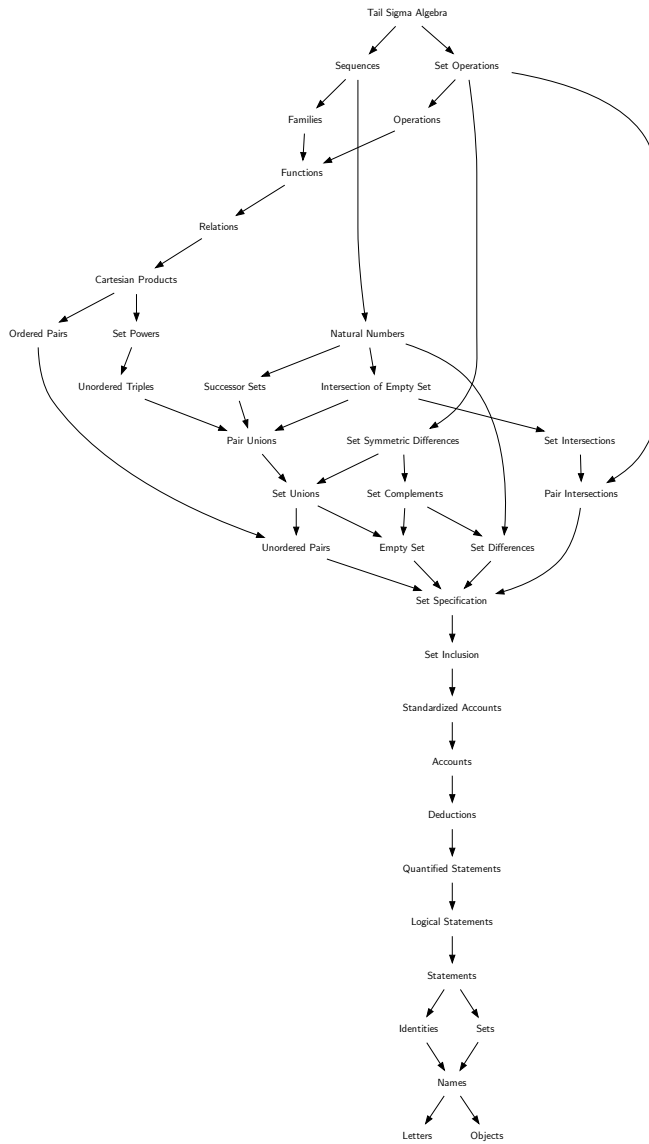 Tail Sigma Algebra
Sequences
Set Operations
Families
Operations
Functions
Relations
Cartesian Products
Ordered Pairs
Set Powers
Natural Numbers
Unordered Triples
Successor Sets
Intersection of Empty Set
Pair Unions
Set Symmetric Differences
Set Intersections
Set Unions
Set Complements
Pair Intersections
Unordered Pairs
Empty Set
Set Differences
Set Specification
Set Inclusion
Standardized Accounts
Accounts
Deductions
Quantified Statements
Logical Statements
Statements
Identities
Sets
Names
Letters
Objects